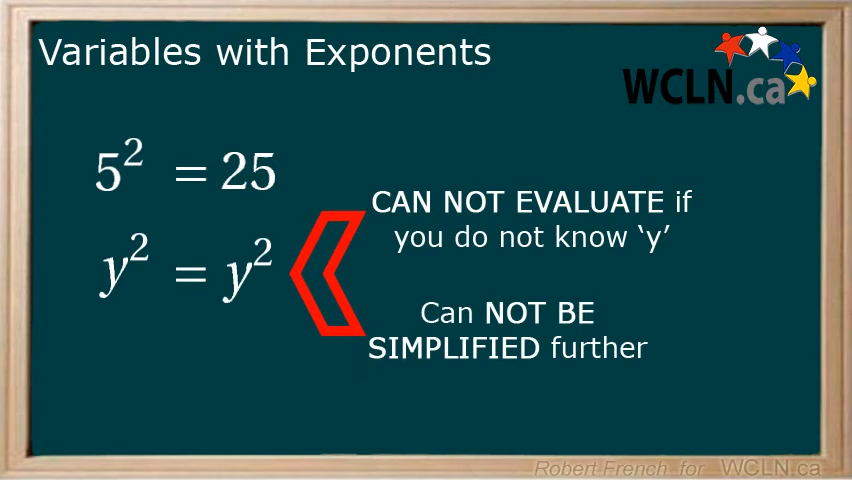 Variables with Exponents
WCLN.ca
5² = 25
y² = y²
CAN NOT EVALUATE if
you do not know ‘y’
Can NOT BE
SIMPLIFIED further
Robert French for WCLN.ca